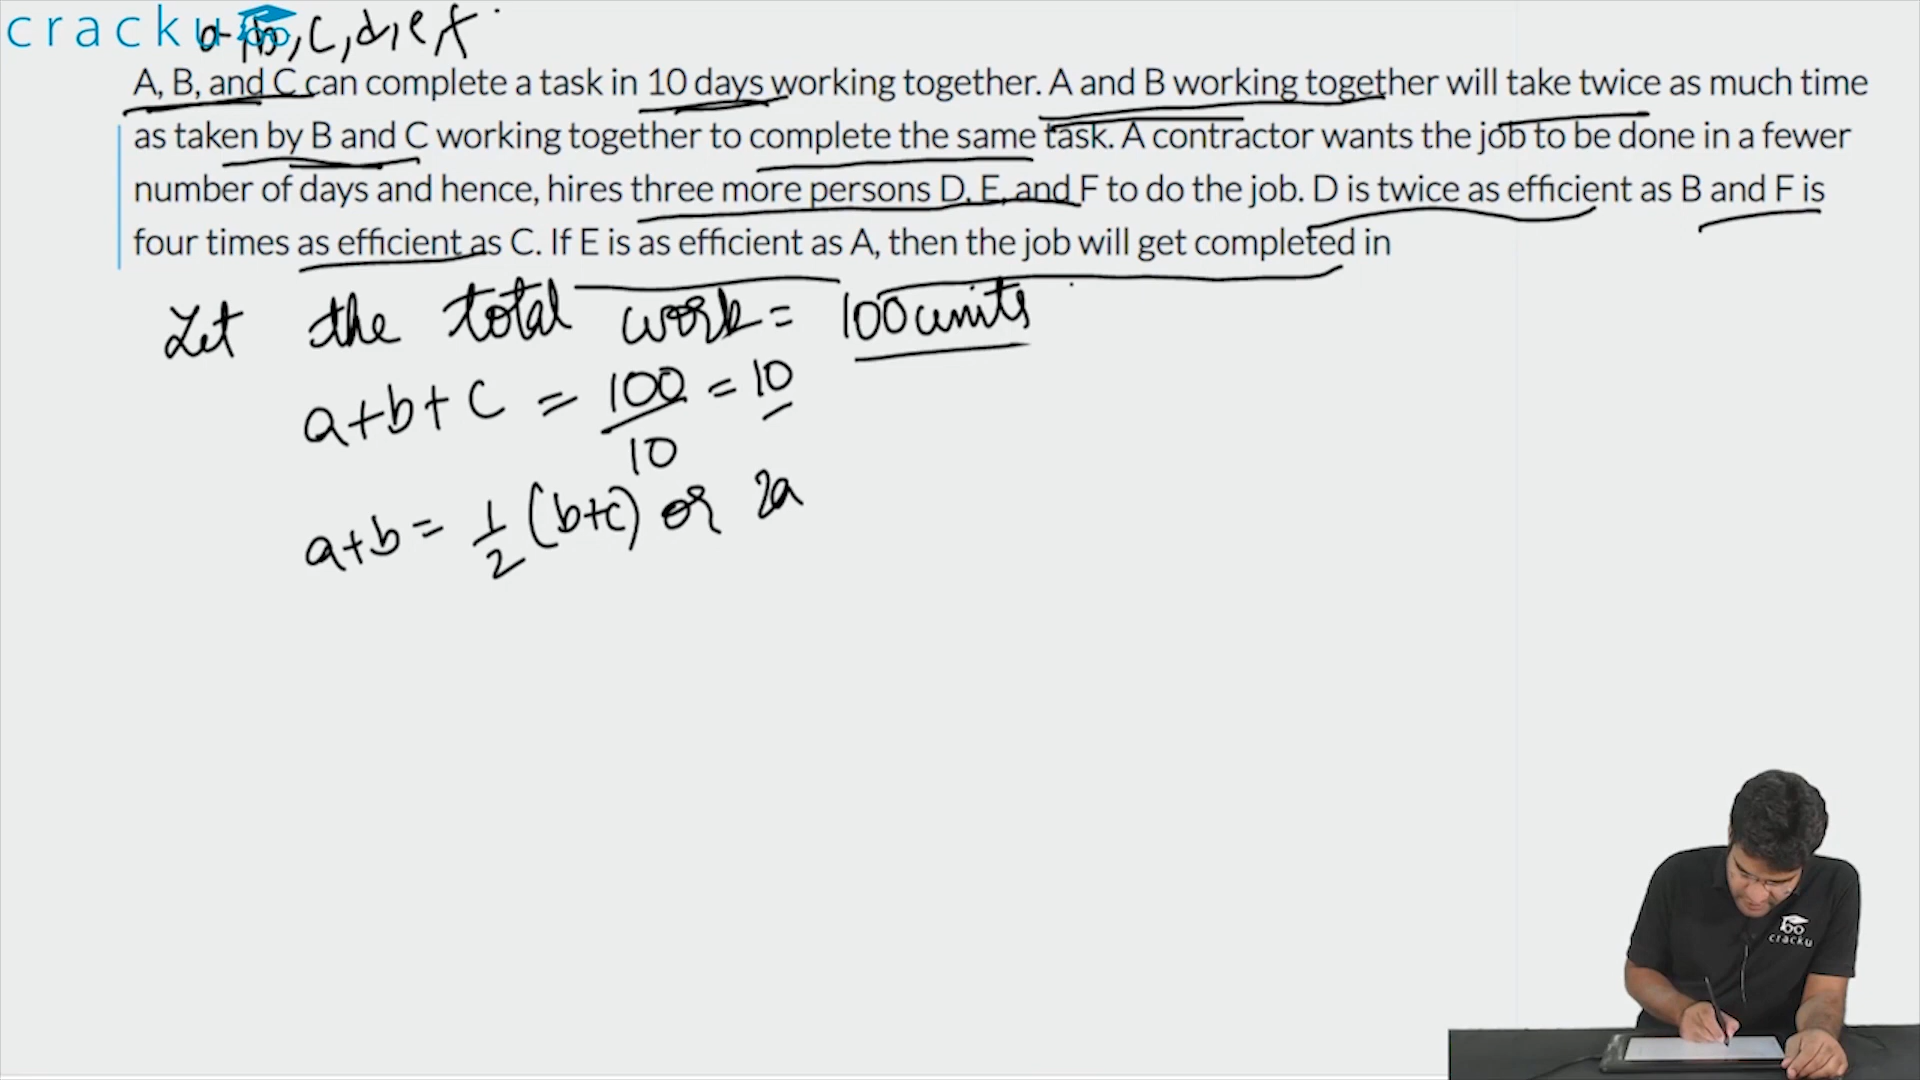 cracku
a, b, c, d, e, f
A, B, and C can complete a task in 10 days working together. A and B working together will take twice as much time
as taken by B and C working together to complete the same task. A contractor wants the job to be done in a fewer
number of days and hence, hires three more persons D, E, and F to do the job. D is twice as efficient as B and F is
four times as efficient as C. If E is as efficient as A, then the job will get completed in
Let the total work = 100 units
a+b+c = 100/10 = 10
a+b = 1/2 (b+c) or 2a
cracku